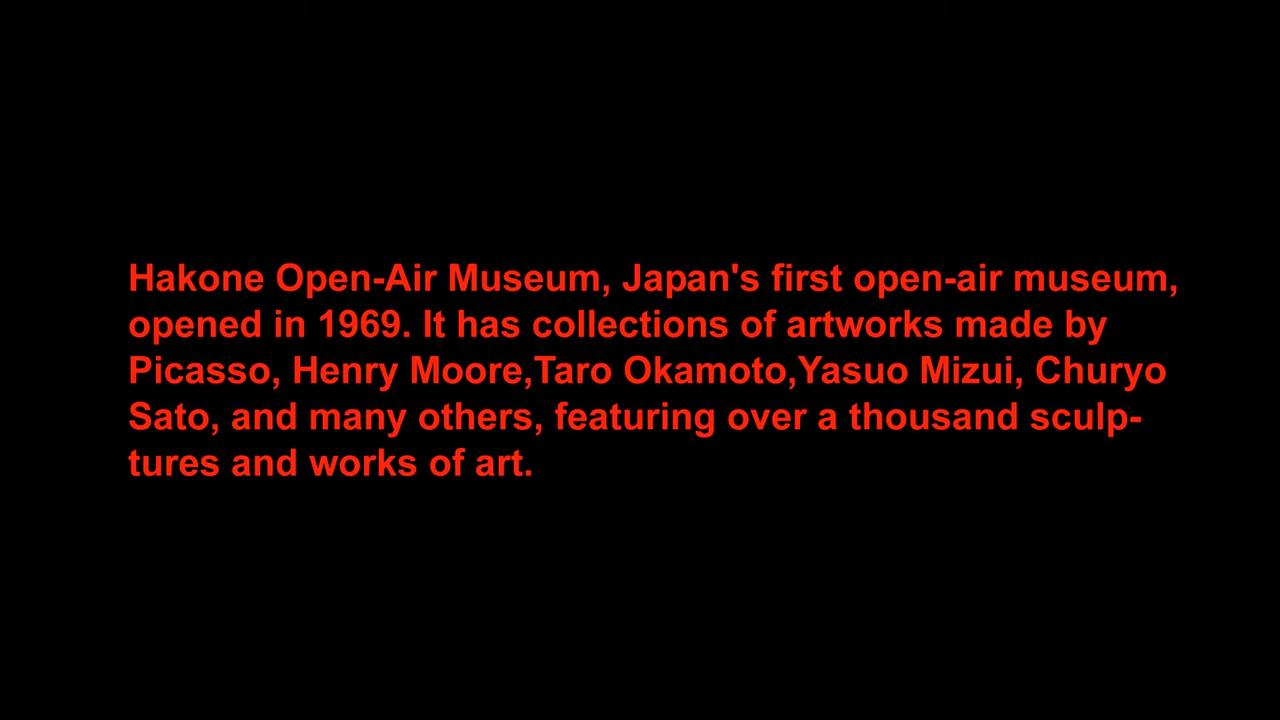 Hakone Open-Air Museum, Japan's first open-air museum,
opened in 1969. It has collections of artworks made by
Picasso, Henry Moore,Taro Okamoto,Yasuo Mizui, Churyo
Sato, and many others, featuring over a thousand sculp-
tures and works of art.